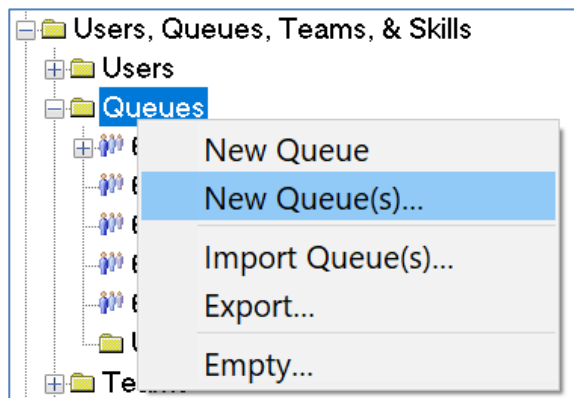 Users, Queues, Teams, & Skills
Users
Queues
New Queue
New Queue(s)...
Import Queue(s)...
Export...
Empty...